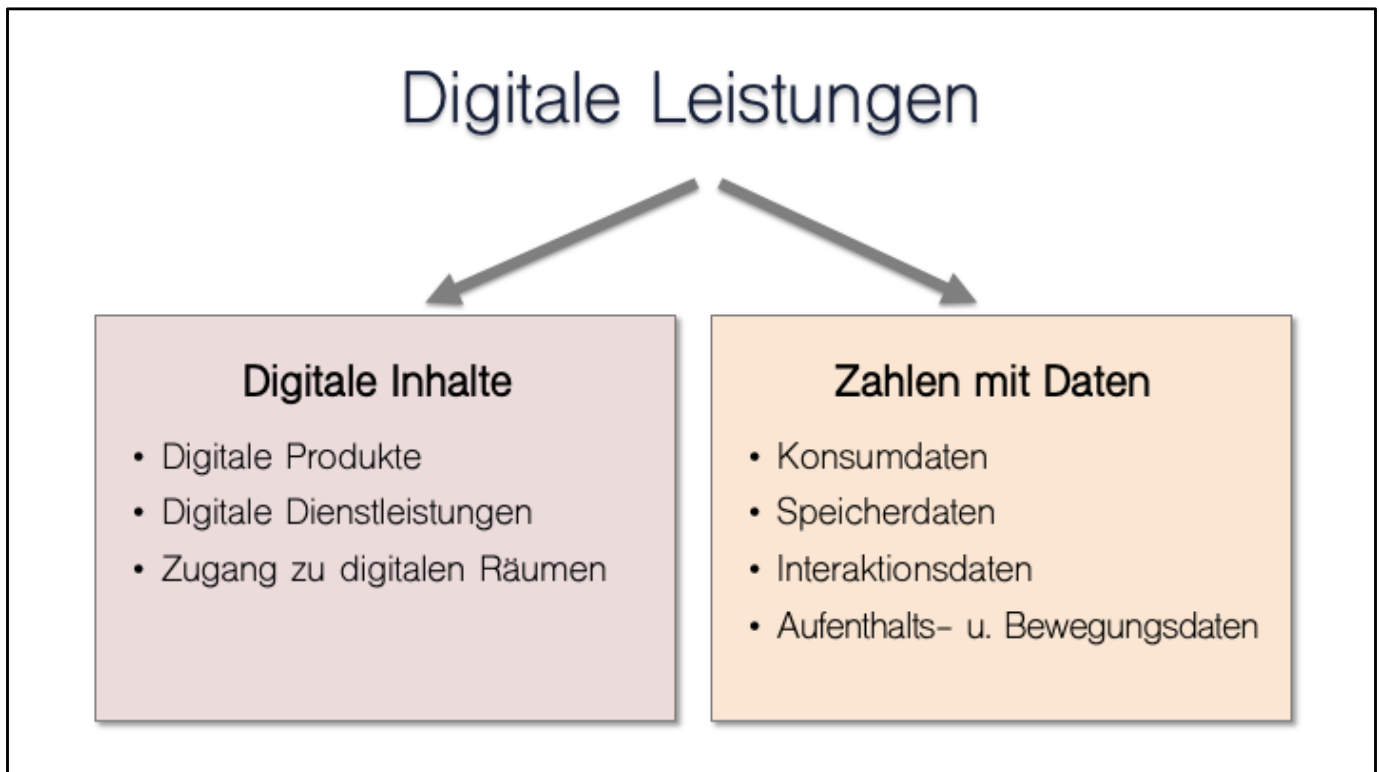 Digitale Leistungen
Digitale Inhalte
• Digitale Produkte
• Digitale Dienstleistungen
• Zugang zu digitalen Räumen
Zahlen mit Daten
• Konsumdaten
• Speicherdaten
• Interaktionsdaten
• Aufenthalts- u. Bewegungsdaten